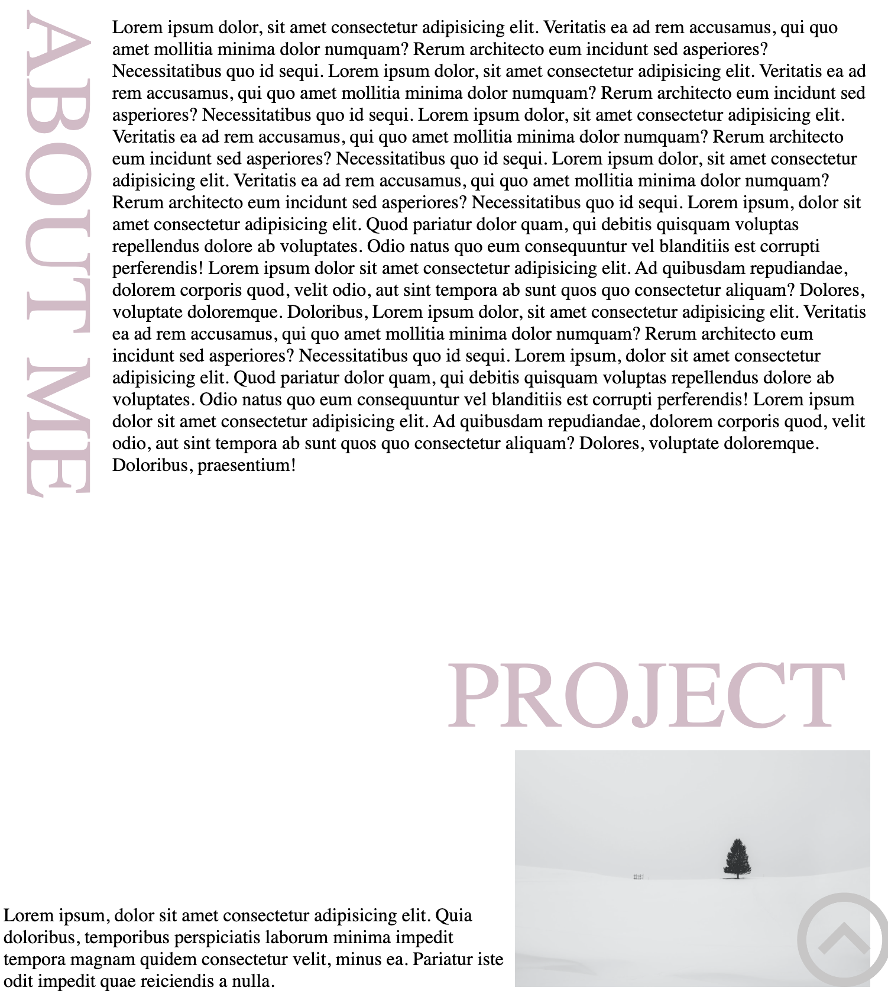 ABOUT ME
Lorem ipsum dolor, sit amet consectetur adipisicing elit. Veritatis ea ad rem accusamus, qui quo
amet mollitia minima dolor numquam? Rerum architecto eum incidunt sed asperiores?
Necessitatibus quo id sequi. Lorem ipsum dolor, sit amet consectetur adipisicing elit. Veritatis ea ad
rem accusamus, qui quo amet mollitia minima dolor numquam? Rerum architecto eum incidunt sed
asperiores? Necessitatibus quo id sequi. Lorem ipsum dolor, sit amet consectetur adipisicing elit.
Veritatis ea ad rem accusamus, qui quo amet mollitia minima dolor numquam? Rerum architecto
eum incidunt sed asperiores? Necessitatibus quo id sequi. Lorem ipsum dolor, sit amet consectetur
adipisicing elit. Veritatis ea ad rem accusamus, qui quo amet mollitia minima dolor numquam?
Rerum architecto eum incidunt sed asperiores? Necessitatibus quo id sequi. Lorem ipsum, dolor sit
amet consectetur adipisicing elit. Quod pariatur dolor quam, qui debitis quisquam voluptas
repellendus dolore ab voluptates. Odio natus quo eum consequuntur vel blanditiis est corrupti
perferendis! Lorem ipsum dolor sit amet consectetur adipisicing elit. Ad quibusdam repudiandae,
dolorem corporis quod, velit odio, aut sint tempora ab sunt quos quo consectetur aliquam? Dolores,
voluptate doloremque. Doloribus, Lorem ipsum dolor, sit amet consectetur adipisicing elit. Veritatis
ea ad rem accusamus, qui quo amet mollitia minima dolor numquam? Rerum architecto eum
incidunt sed asperiores? Necessitatibus quo id sequi. Lorem ipsum, dolor sit amet consectetur
adipisicing elit. Quod pariatur dolor quam, qui debitis quisquam voluptas repellendus dolore ab
voluptates. Odio natus quo eum consequuntur vel blanditiis est corrupti perferendis! Lorem ipsum
dolor sit amet consectetur adipisicing elit. Ad quibusdam repudiandae, dolorem corporis quod, velit
odio, aut sint tempora ab sunt quos quo consectetur aliquam? Dolores, voluptate doloremque.
Doloribus, praesentium!
PROJECT
Lorem ipsum, dolor sit amet consectetur adipisicing elit. Quia
doloribus, temporibus perspiciatis laborum minima impedit
tempora magnam quidem consectetur velit, minus ea. Pariatur iste
odit impedit quae reiciendis a nulla.